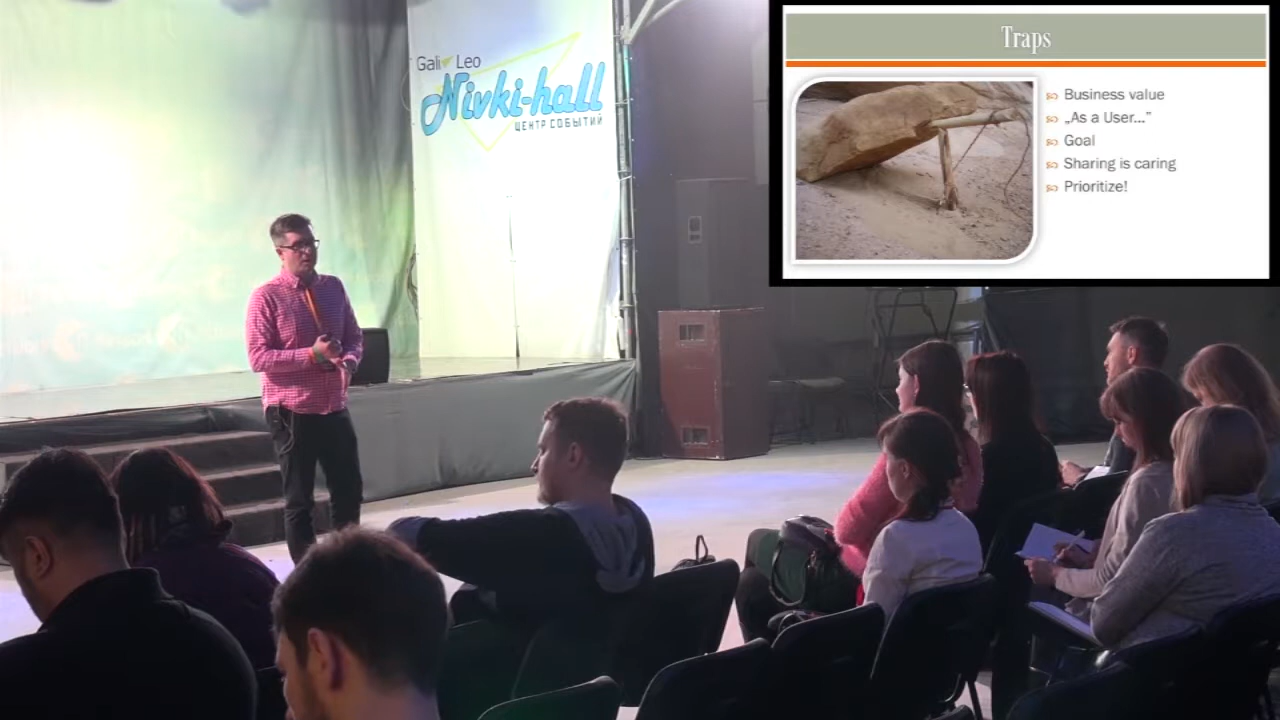 Gali Leo
Nivki-hall
ЦЕНТР СОБЫТИЙ
Traps
Business value
„As a User...”
Goal
Sharing is caring
Prioritize!